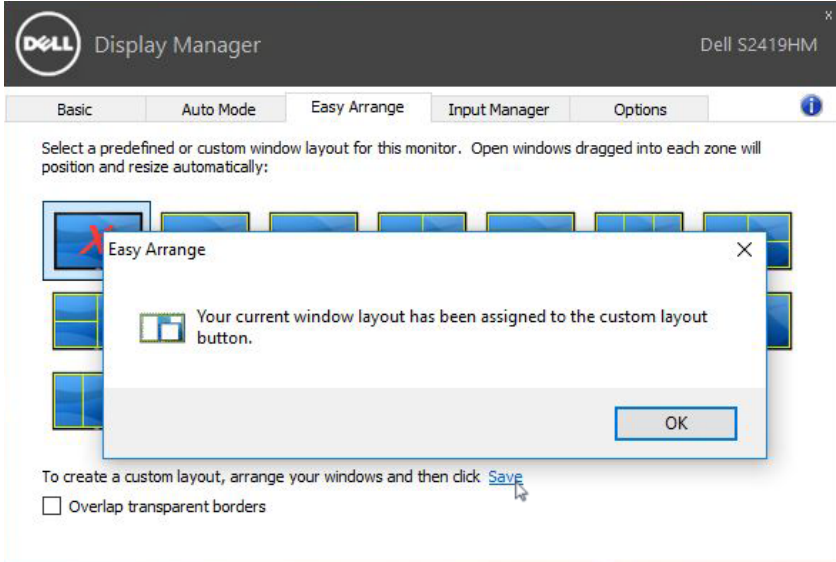 x
DELL Display Manager Dell S2419HM
Basic Auto Mode Easy Arrange Input Manager Options i
Select a predefined or custom window layout for this monitor. Open windows dragged into each zone will
position and resize automatically:
Easy Arrange
Your current window layout has been assigned to the custom layout
button.
OK
To create a custom layout, arrange your windows and then click Save
Overlap transparent borders